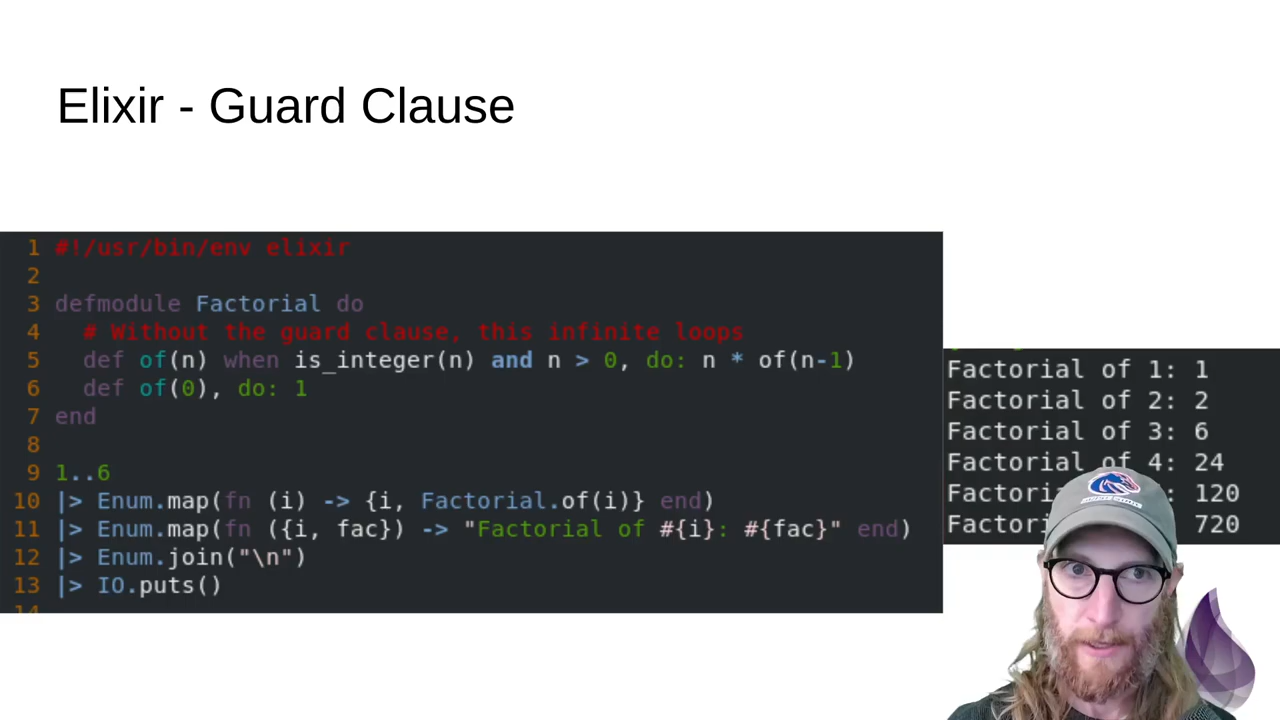 Elixir - Guard Clause
1 #!/usr/bin/env elixir
2
3 defmodule Factorial do
4   # Without the guard clause, this infinite loops
5   def of(n) when is_integer(n) and n > 0, do: n * of(n-1)
6   def of(0), do: 1
7 end
8
9 1..6
10 |> Enum.map(fn (i) -> {i, Factorial.of(i)} end)
11 |> Enum.map(fn ({i, fac}) -> "Factorial of #{i}: #{fac}" end)
12 |> Enum.join("\n")
13 |> IO.puts()
14
Factorial of 1: 1
Factorial of 2: 2
Factorial of 3: 6
Factorial of 4: 24
120
720